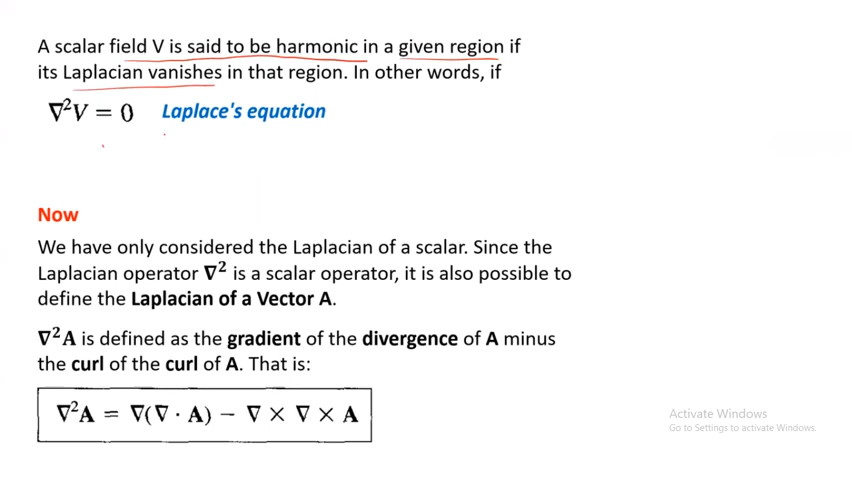 A scalar field V is said to be harmonic in a given region if
its Laplacian vanishes in that region. In other words, if
∇²V = 0 Laplace's equation
Now
We have only considered the Laplacian of a scalar. Since the
Laplacian operator ∇² is a scalar operator, it is also possible to
define the Laplacian of a Vector A.
∇²A is defined as the gradient of the divergence of A minus
the curl of the curl of A. That is:
∇²A = ∇(∇ · A) − ∇ × ∇ × A
Activate Windows
Go to Settings to activate Windows.